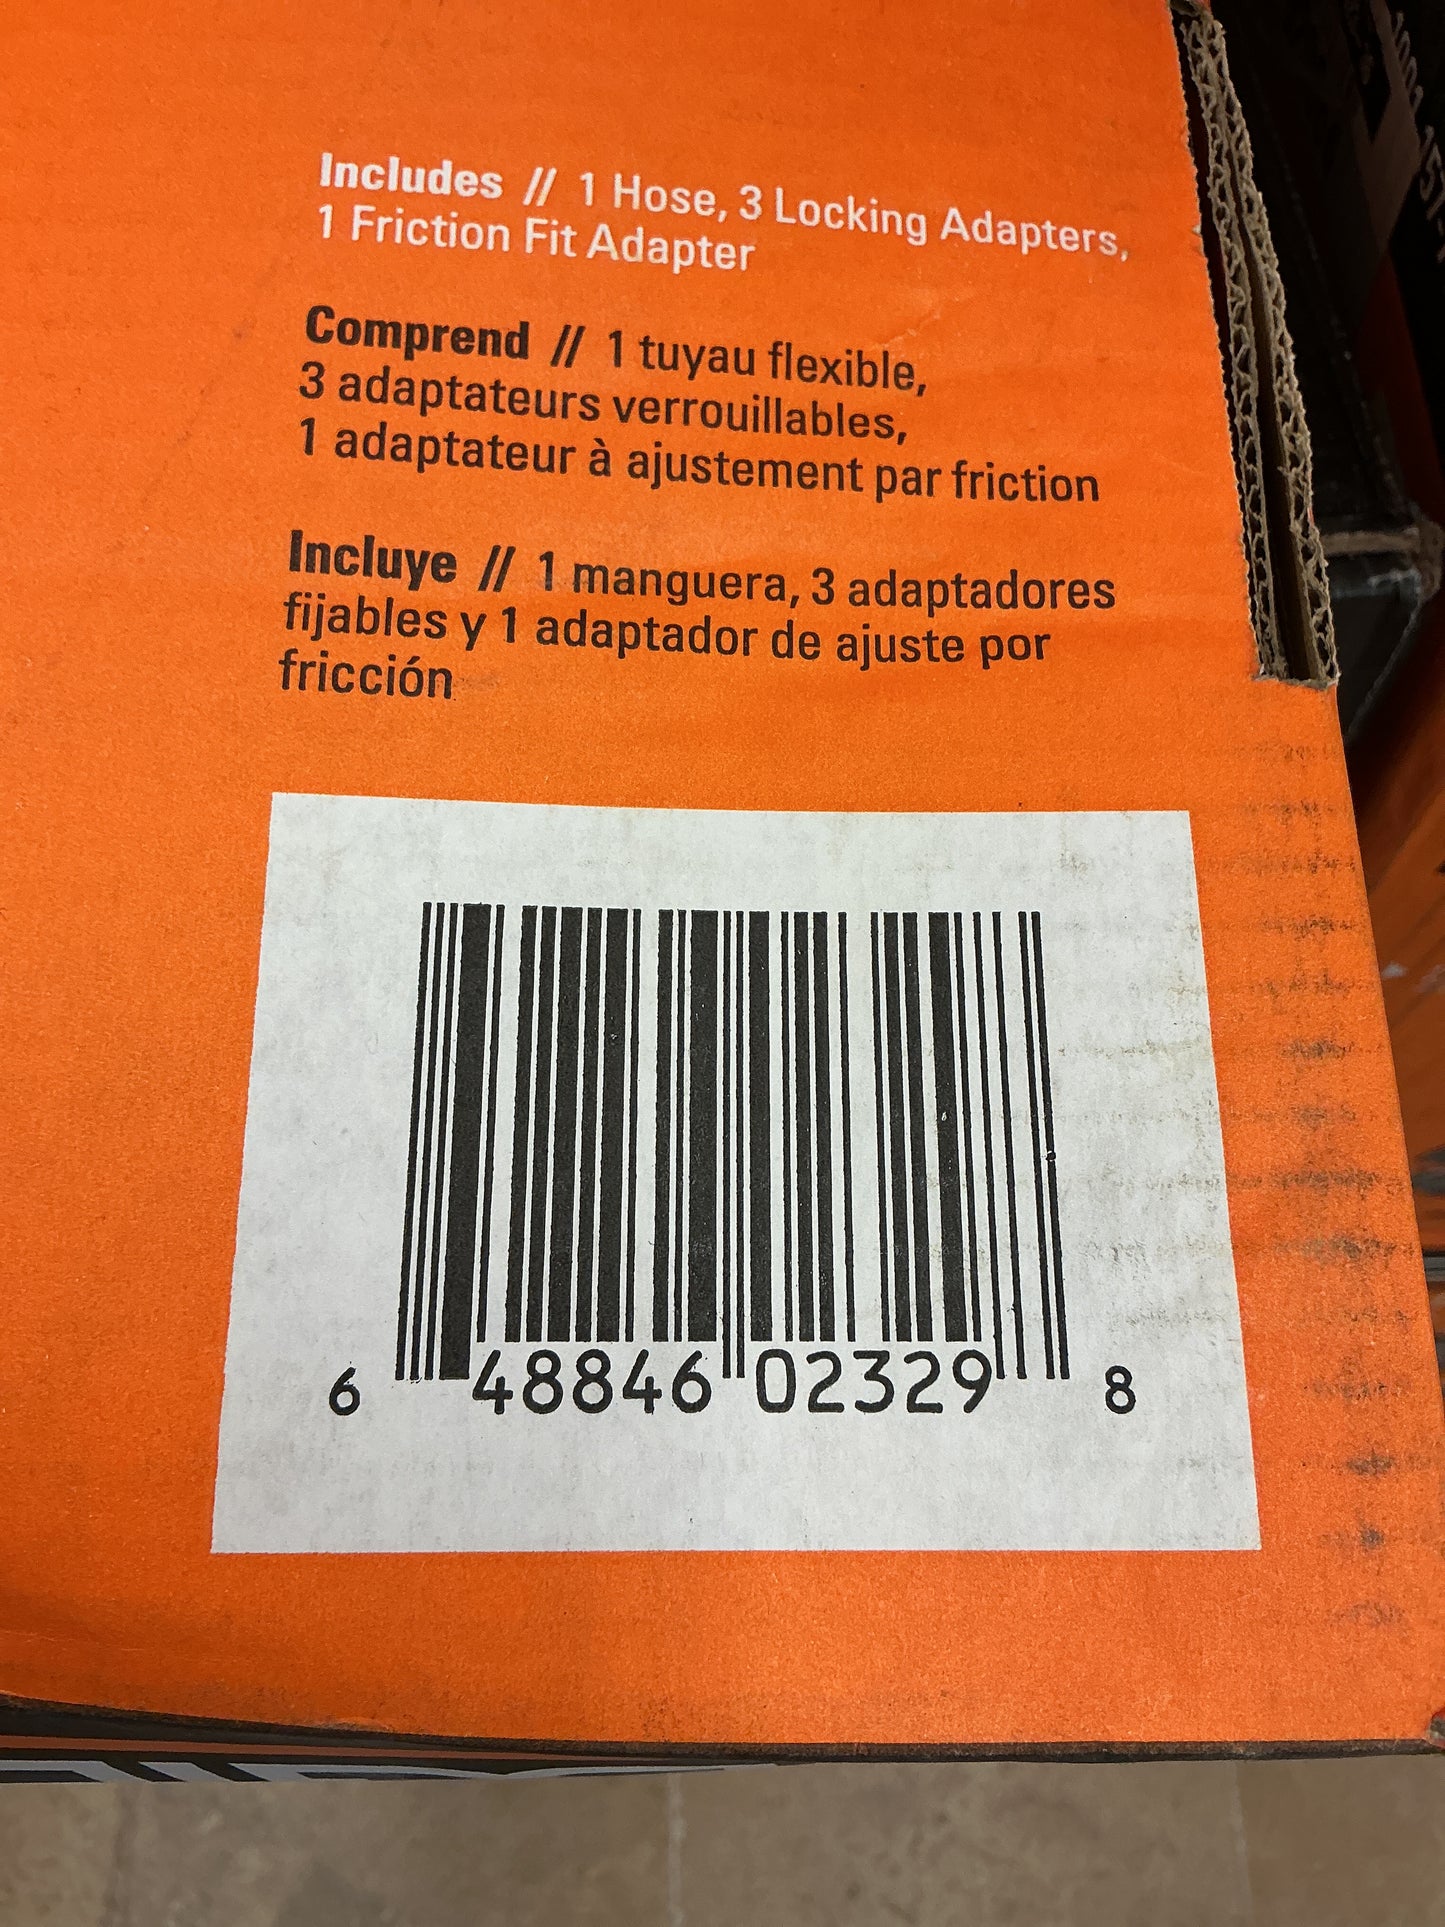 Includes // 1 Hose, 3 Locking Adapters,
1 Friction Fit Adapter
Comprend // 1 tuyau flexible,
3 adaptateurs verrouillables,
1 adaptateur à ajustement par friction
Incluye // 1 manguera, 3 adaptadores
fijables y 1 adaptador de ajuste por
fricción
6 48846 02329 8